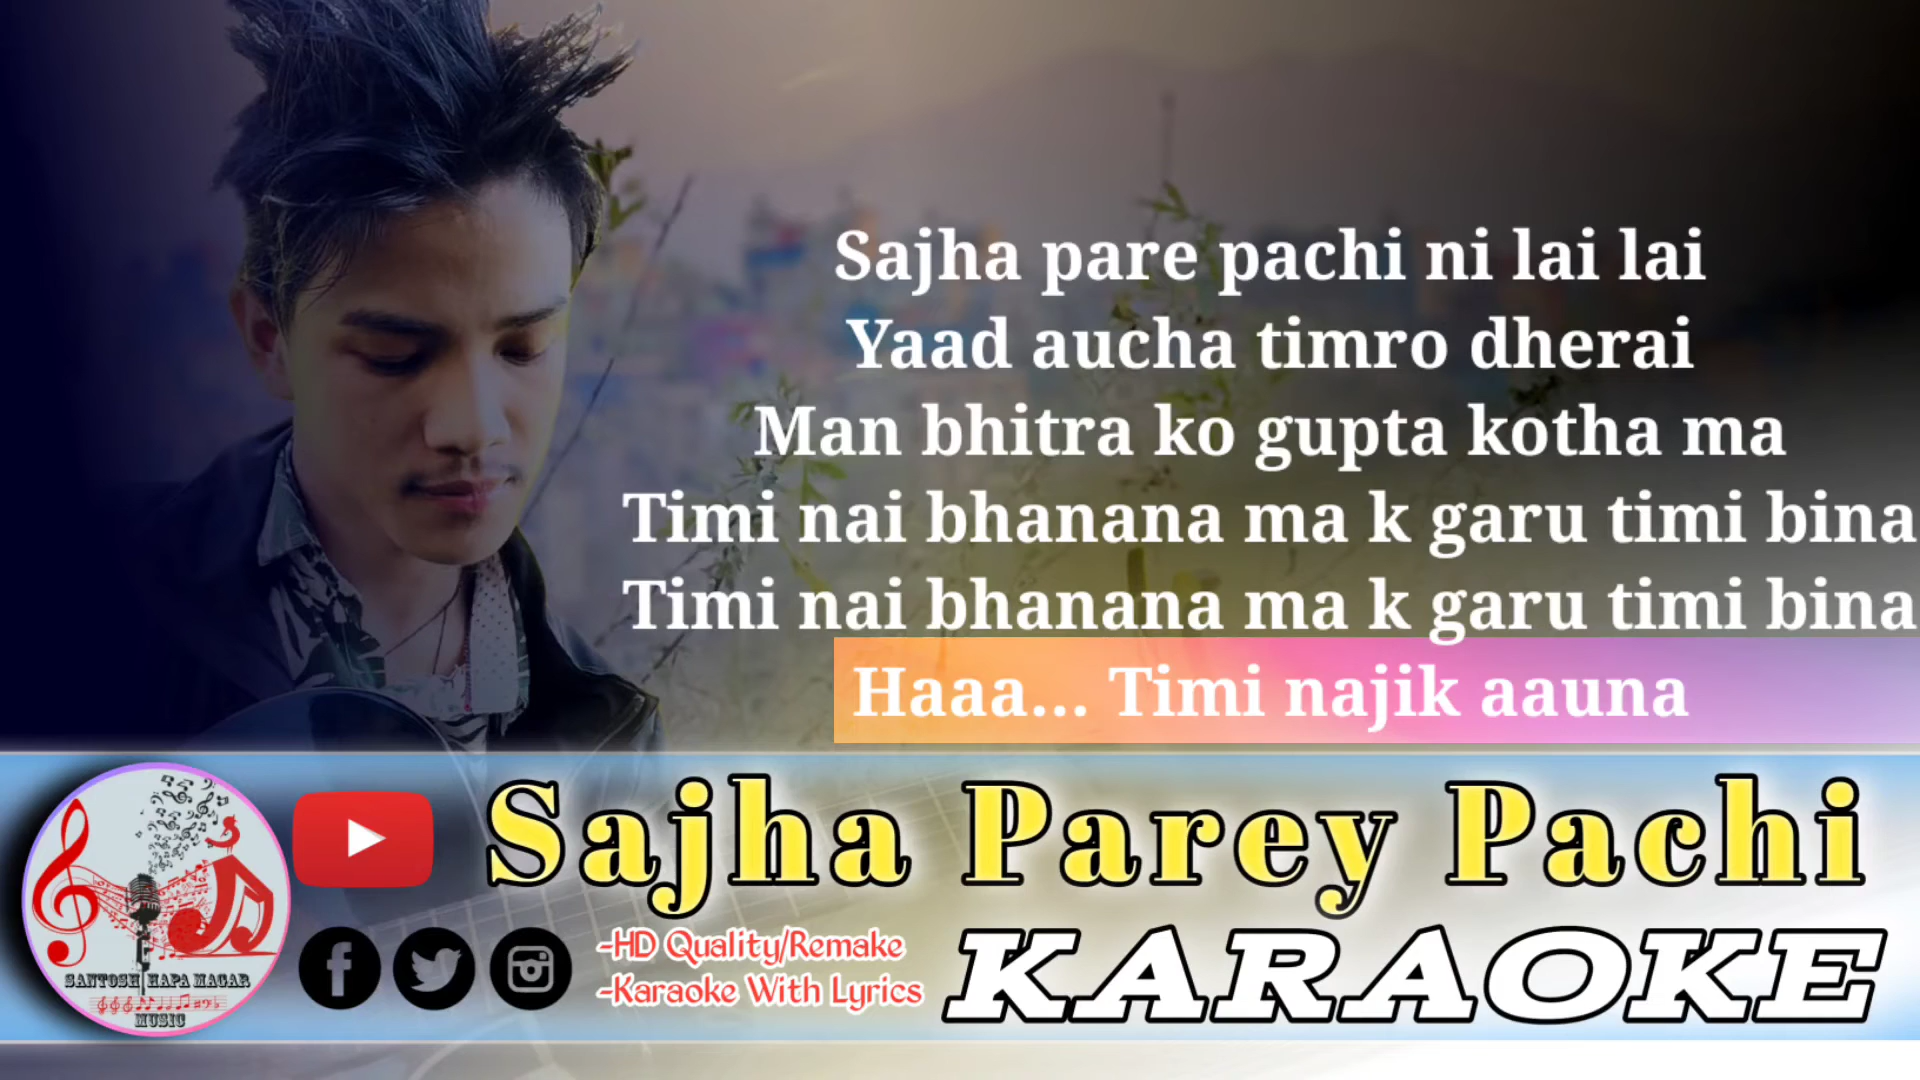 Sajha pare pachi ni lai lai
Yaad aucha timro dherai
Man bhitra ko gupta kotha ma
Timi nai bhanana ma k garu timi bina
Timi nai bhanana ma k garu timi bina
Haaa... Timi najik aauna
Sajha Parey Pachi
KARAOKE
-HD Quality/Remake
-Karaoke With Lyrics
SANTOSH HAPA MAGAR
MUSIC